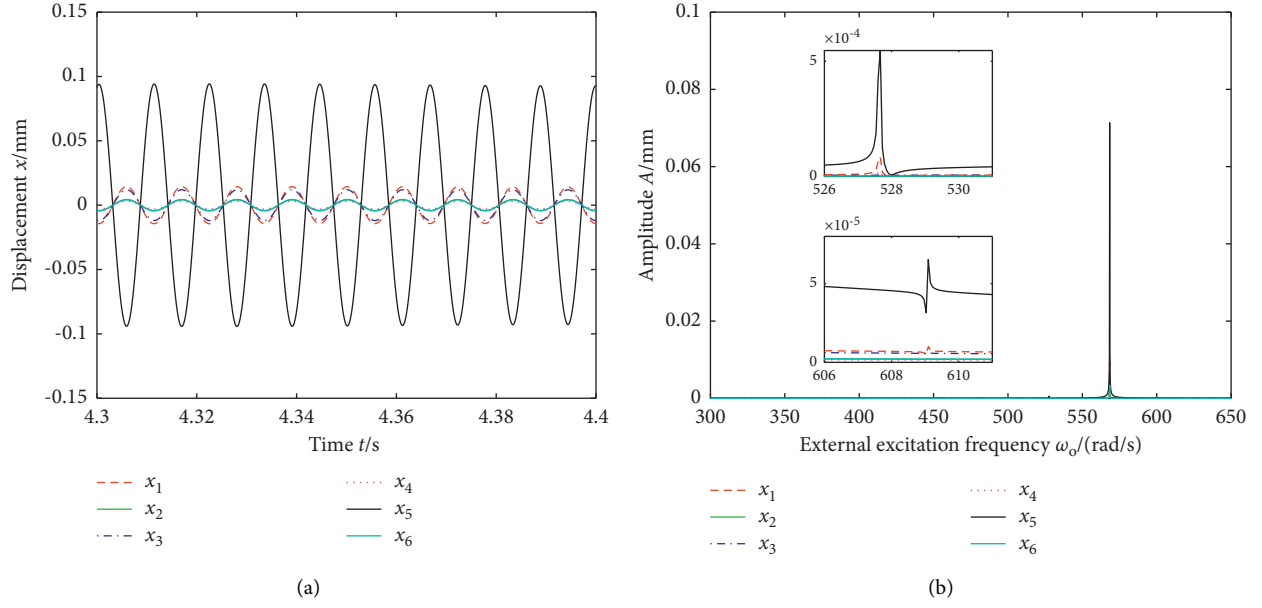 0.15
0.1
0.05
0
-0.05
-0.1
-0.15
Displacement x/mm
4.3
4.32
4.34
4.36
4.38
4.4
Time t/s
x1
x2
x3
x4
x5
x6
(a)
0.1
0.08
0.06
0.04
0.02
0
Amplitude A/mm
×10-4
5
0
526
528
530
×10-5
5
0
606
608
610
300
350
400
450
500
550
600
650
External excitation frequency ωo/(rad/s)
x1
x2
x3
x4
x5
x6
(b)